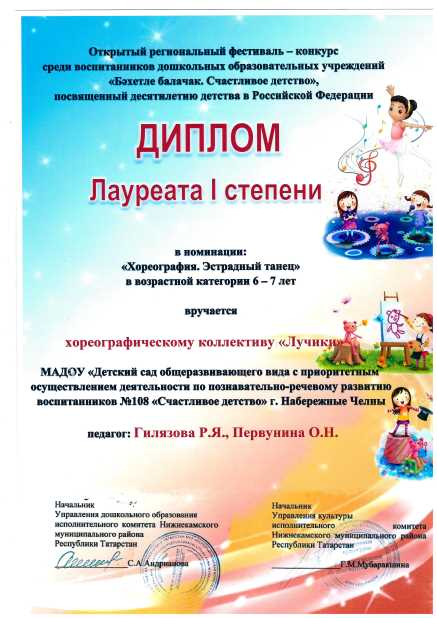 Открытый региональный фестиваль – конкурс
среди воспитанников дошкольных образовательных учреждений
«Бэхетле балачак. Счастливое детство»,
посвященный десятилетию детства в Российской Федерации
ДИПЛОМ
Лауреата I степени
в номинации:
«Хореография. Эстрадный танец»
в возрастной категории 6 – 7 лет
вручается
хореографическому коллективу «Лучики»
МАДОУ «Детский сад общеразвивающего вида с приоритетным
осуществлением деятельности по познавательно-речевому развитию
воспитанников №108 «Счастливое детство» г. Набережные Челны
педагог: Гилязова Р.Я., Первунина О.Н.
Начальник
Управления дошкольного образования
исполнительного комитета Нижнекамского
муниципального района
Республики Татарстан
С.А.Андрианова
Начальник
Управления культуры
исполнительного комитета
Нижнекамского муниципального района
Республики Татарстан
Г.М.Мубаракшина